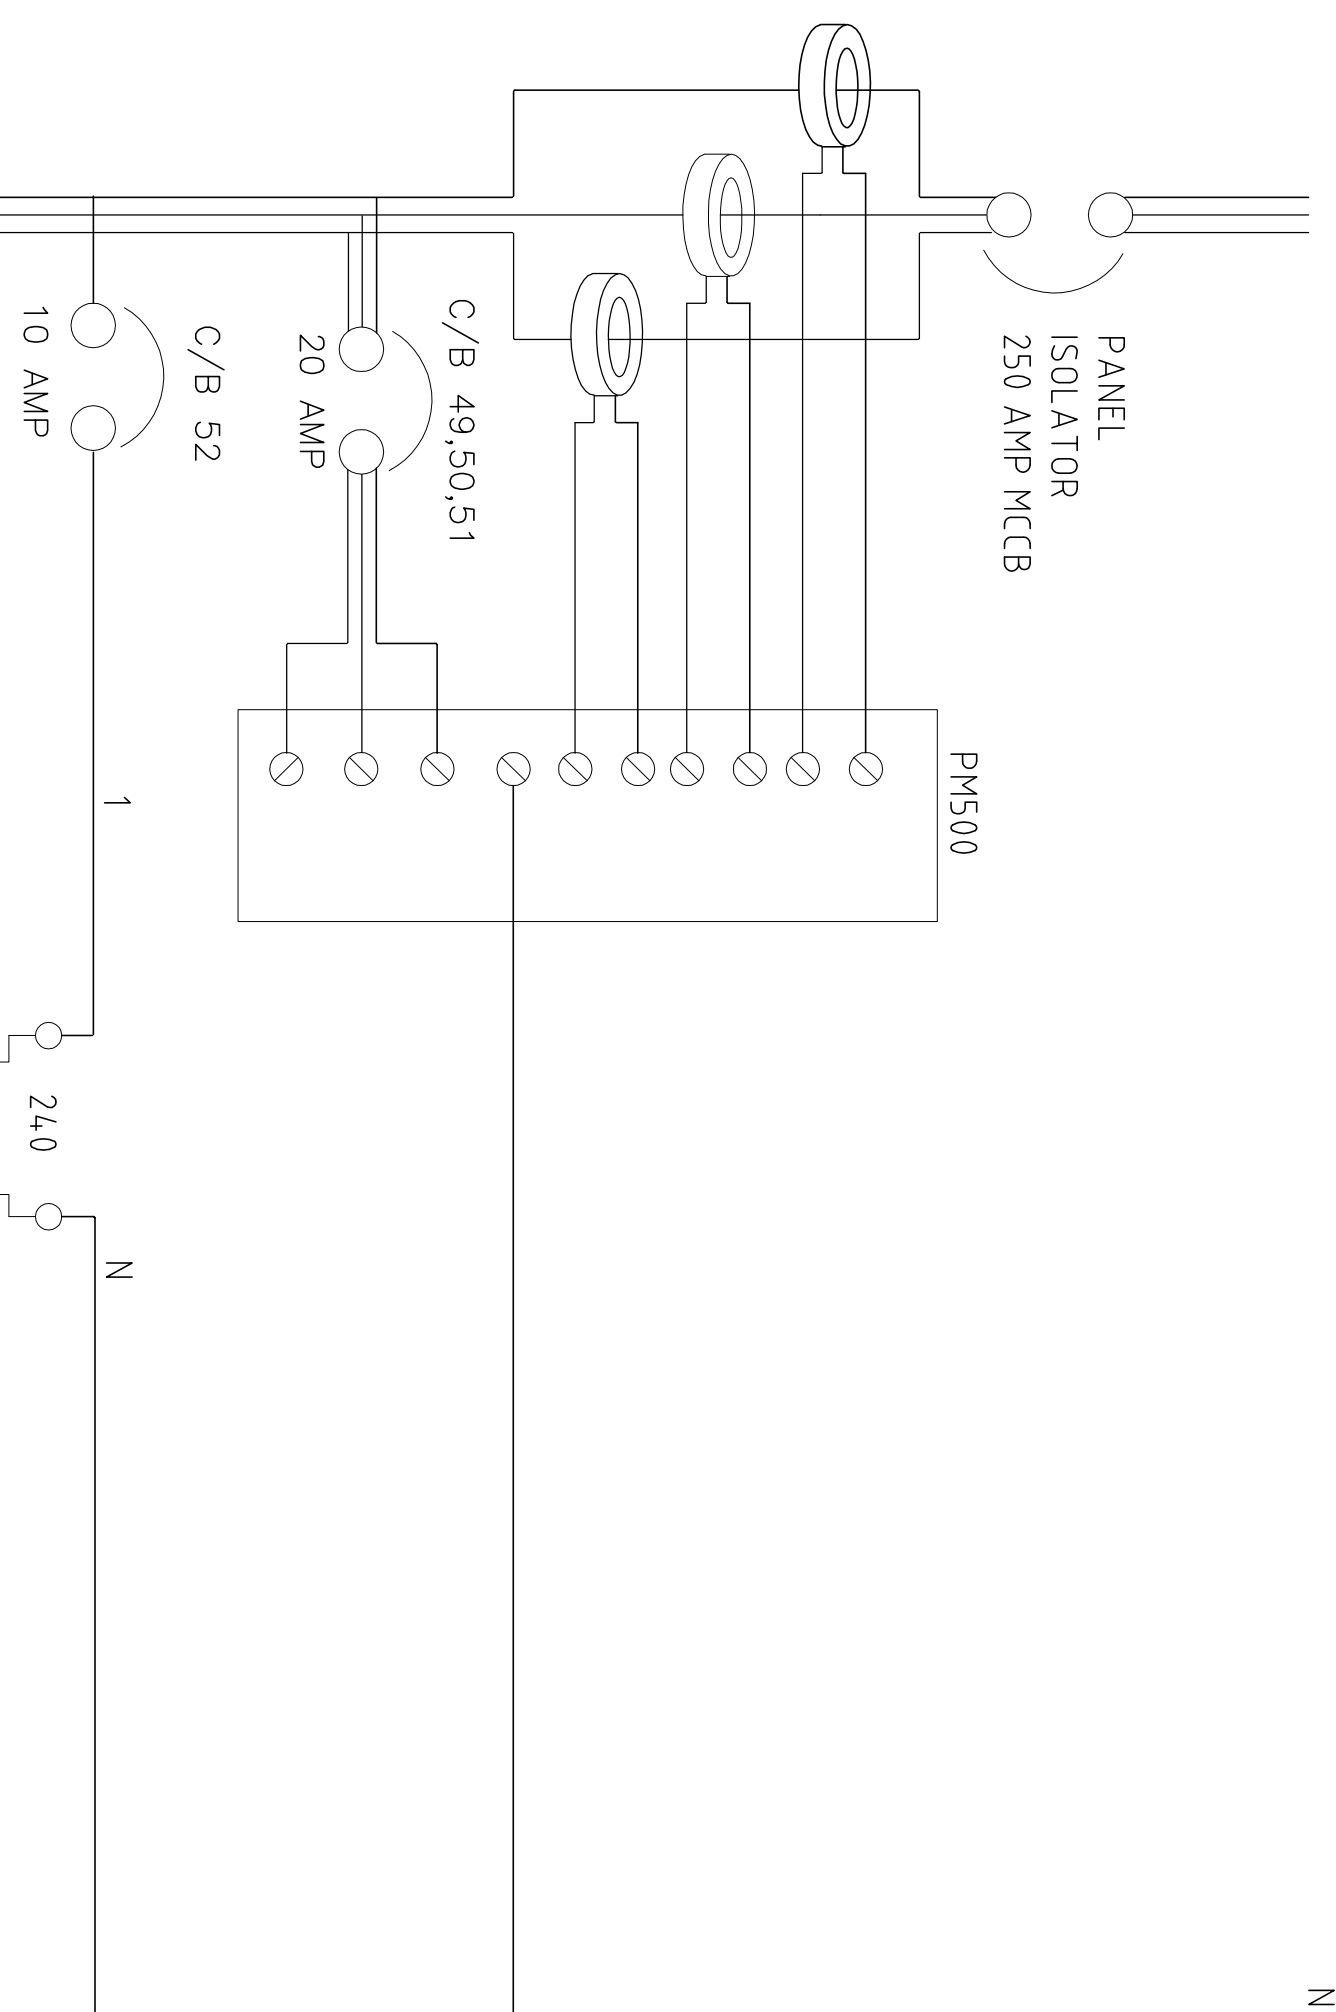 N
PANEL
ISOLATOR
250 AMP MCCB
PM500
C/B 49,50,51
20 AMP
C/B 52
10 AMP
1
N
240